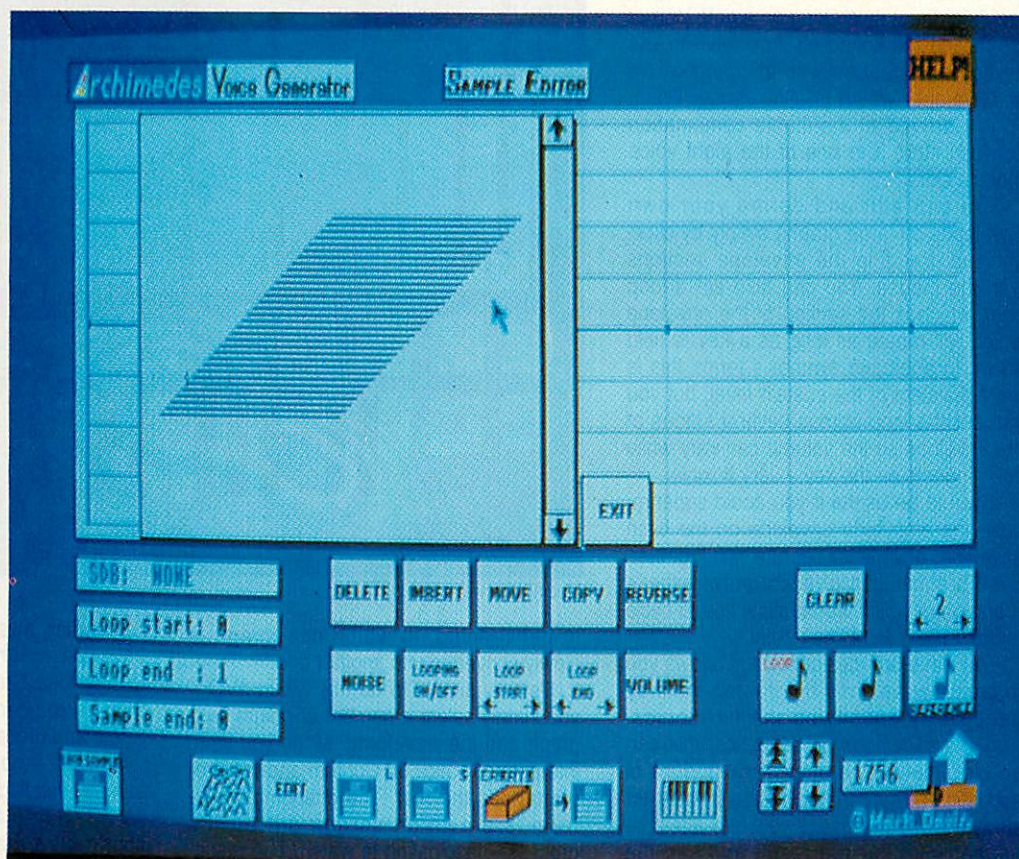 Archimedes Voice Generator
SAMPLE EDITOR
HELP!
EXIT
SDB: NONE
Loop start: 0
Loop end : 1
Sample end: 0
DELETE
INSERT
MOVE
COPY
REVERSE
CLEAR
2
NOISE
LOOPING ON/OFF
LOOP START
LOOP END
VOLUME
LOOP
REFERENCE
EDIT
L
S
CREATE
1756